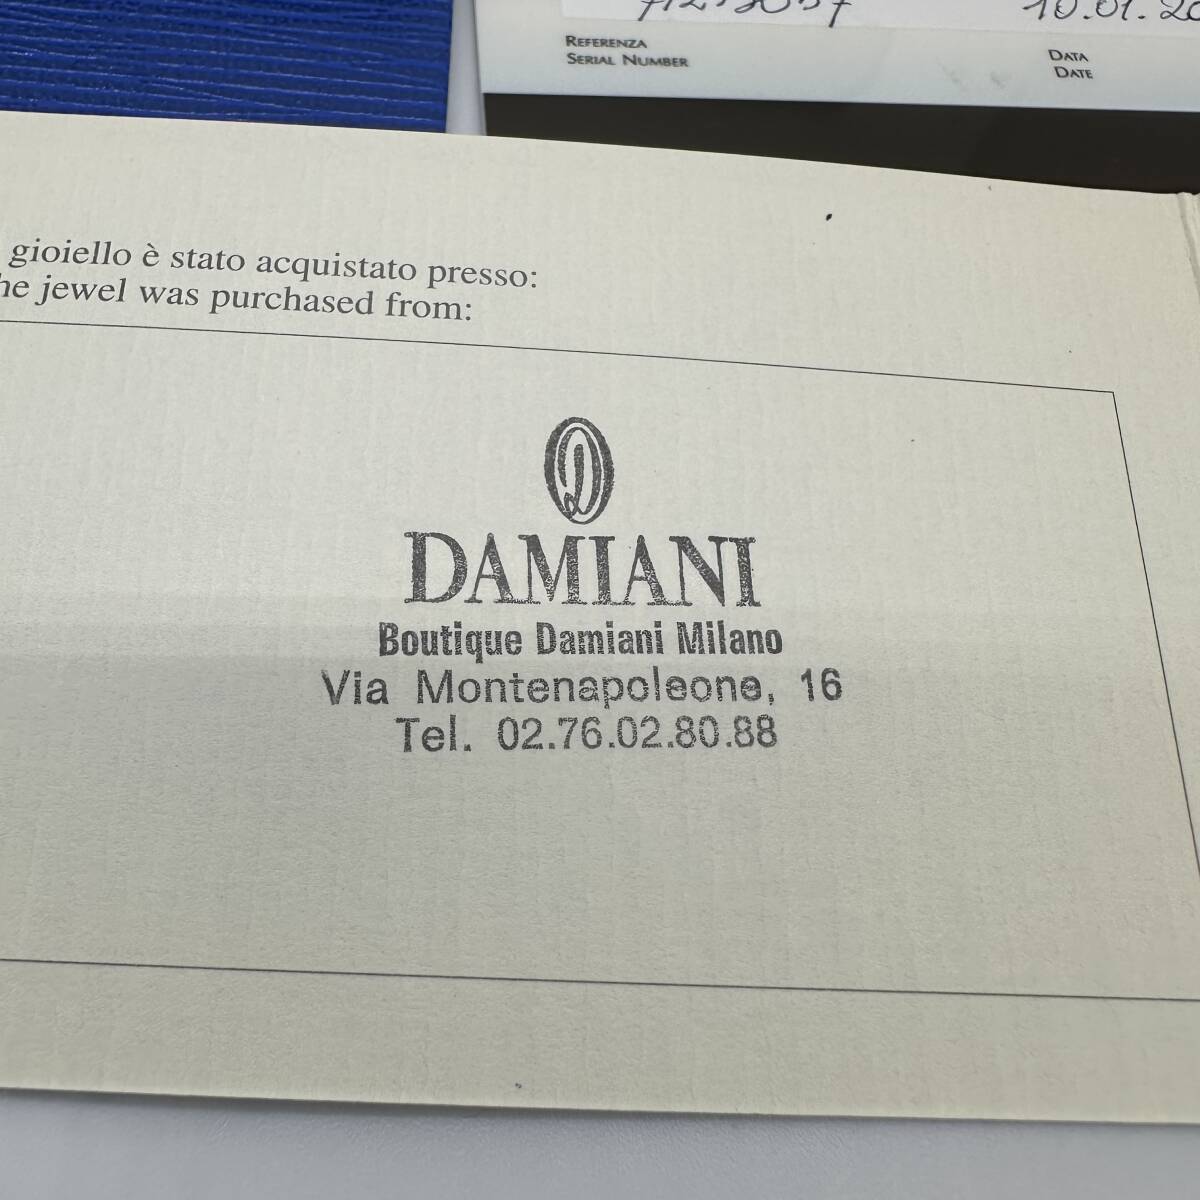 REFERENZA
SERIAL NUMBER
DATA
DATE
gioiello è stato acquistato presso:
jewel was purchased from:
D
DAMIANI
Boutique Damiani Milano
Via Montenapoleone, 16
Tel. 02.76.02.80.88